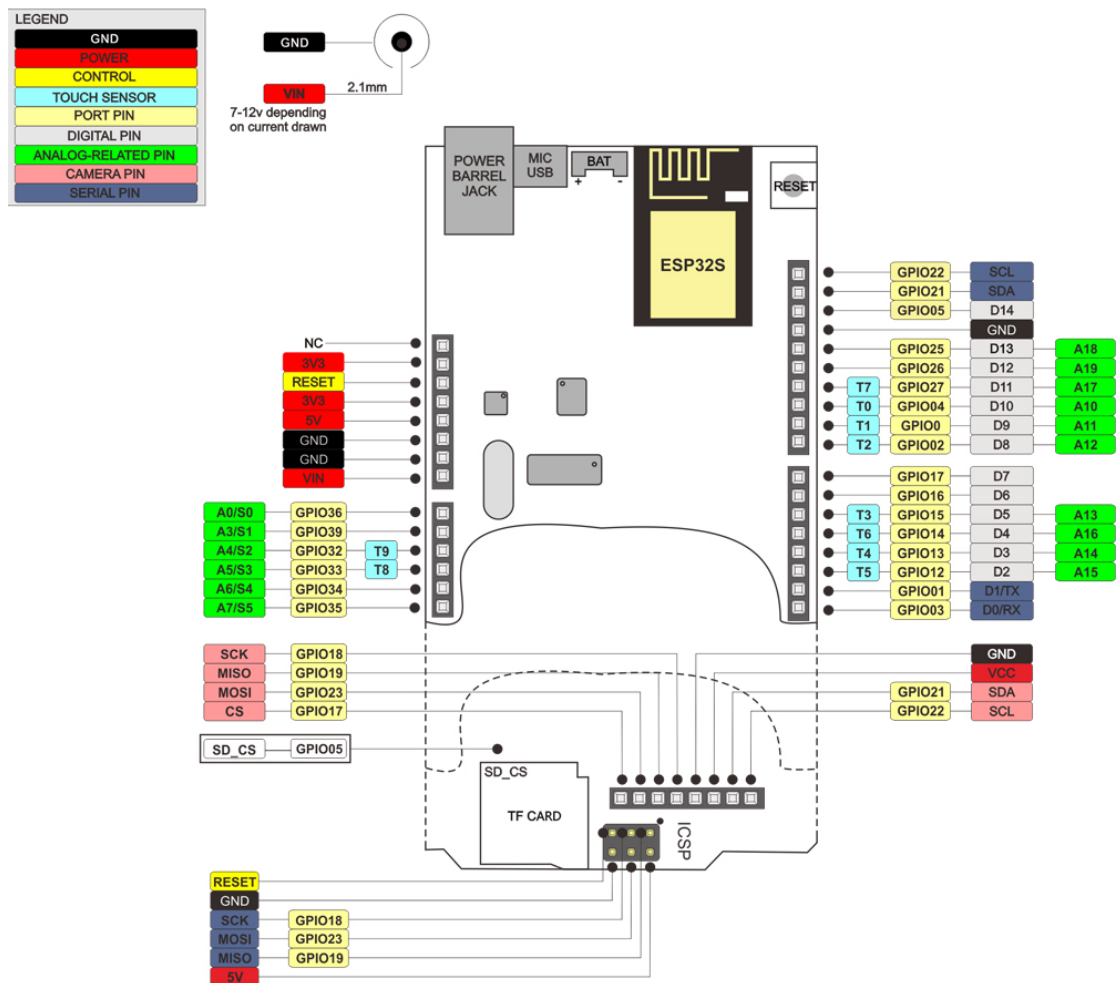 LEGEND
GND
POWER
CONTROL
TOUCH SENSOR
PORT PIN
DIGITAL PIN
ANALOG-RELATED PIN
CAMERA PIN
SERIAL PIN
GND
VIN
2.1mm
7-12v depending
on current drawn
POWER
BARREL
JACK
MIC
USB
BAT
+ -
RESET
ESP32S
NC
3V3
RESET
3V3
5V
GND
GND
VIN
A0/S0 GPIO36
A3/S1 GPIO39
A4/S2 GPIO32 T9
A5/S3 GPIO33 T8
A6/S4 GPIO34
A7/S5 GPIO35
GPIO22 SCL
GPIO21 SDA
GPIO05 D14
GND
GPIO25 D13 A18
GPIO26 D12 A19
T7 GPIO27 D11 A17
T0 GPIO04 D10 A10
T1 GPIO0 D9 A11
T2 GPIO02 D8 A12
GPIO17 D7
GPIO16 D6
T3 GPIO15 D5 A13
T6 GPIO14 D4 A16
T4 GPIO13 D3 A14
T5 GPIO12 D2 A15
GPIO01 D1/TX
GPIO03 D0/RX
SCK GPIO18
MISO GPIO19
MOSI GPIO23
CS GPIO17
GND
VCC
GPIO21 SDA
GPIO22 SCL
SD_CS GPIO05
SD_CS
TF CARD
ICSP
RESET
GND
SCK GPIO18
MOSI GPIO23
MISO GPIO19
5V